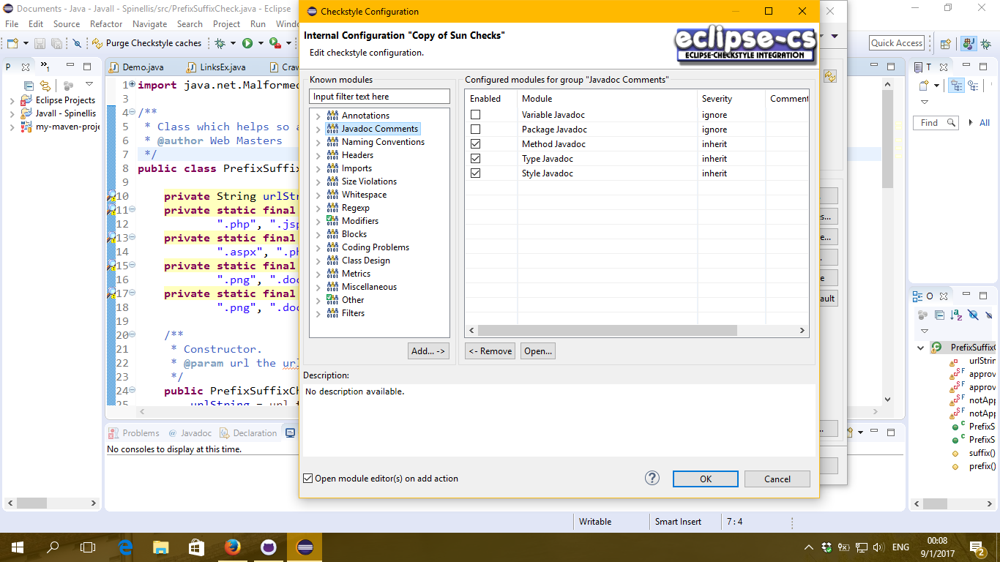 Documents - Java - Javall - Spinellis/src/PrefixSuffixCheck.java - Eclipse
File Edit Source Refactor Navigate Search Project Run Windo
Purge Checkstyle caches
Quick Access
P
»1
Eclipse Projects
Javall - Spinellis
my-maven-proje
Demo.java
LinksEx.java
Craw
1 import java.net.Malformed
3
4 /**
5 * Class which helps so a
6 * @author Web Masters
7 */
8 public class PrefixSuffix
9
10 private String urlStr
11 private static final
12 ".php", ".jsp
13 private static final
14 ".aspx", ".ph
15 private static final
16 ".png", ".doc
17 private static final
18 ".png", ".doc
19
20 /**
21 * Constructor.
22 * @param url the url
23 */
24 public PrefixSuffixCh
25 urlString = url t
Problems @ Javadoc Declaration
No consoles to display at this time.
Checkstyle Configuration
Internal Configuration "Copy of Sun Checks"
Edit checkstyle configuration.
eclipse-cs
ECLIPSE-CHECKSTYLE INTEGRATION
Known modules
Input filter text here
Annotations
Javadoc Comments
Naming Conventions
Headers
Imports
Size Violations
Whitespace
Regexp
Modifiers
Blocks
Coding Problems
Class Design
Metrics
Miscellaneous
Other
Filters
Add... ->
Configured modules for group "Javadoc Comments"
Enabled Module Severity Comment
Variable Javadoc ignore
Package Javadoc ignore
Method Javadoc inherit
Type Javadoc inherit
Style Javadoc inherit
<- Remove Open...
Description:
No description available.
Open module editor(s) on add action
? OK Cancel
s...
e...
e
ault
T
Find All
O
PrefixSuffixC
urlStrin
approv
approv
notApp
notApp
PrefixS
PrefixS
suffix()
prefix()
Writable Smart Insert 7 : 4
ENG
00:08
9/1/2017
2